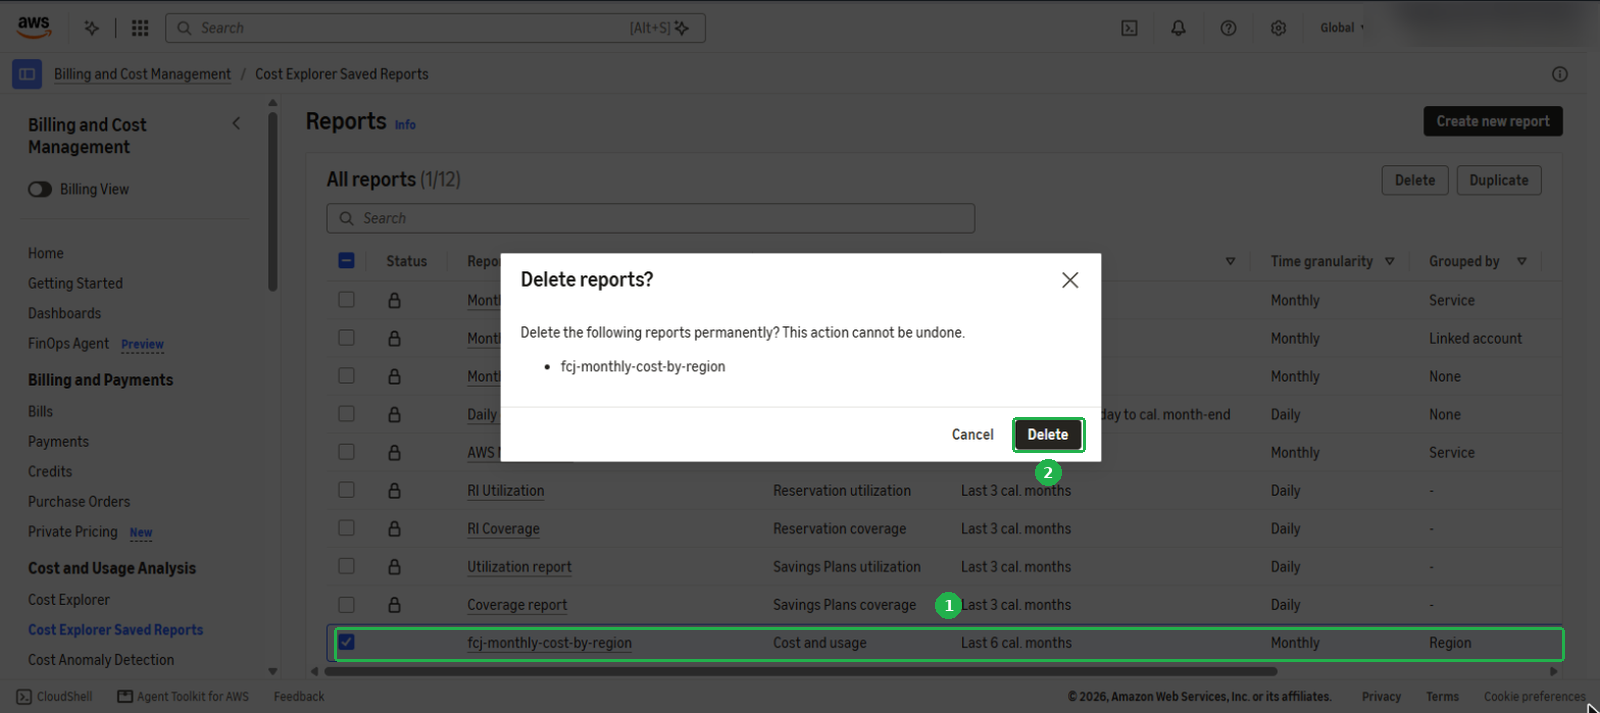 aws
Search [Alt+S]
Global
Billing and Cost Management / Cost Explorer Saved Reports
Billing and Cost Management
Billing View
Home
Getting Started
Dashboards
FinOps Agent Preview
Billing and Payments
Bills
Payments
Credits
Purchase Orders
Private Pricing New
Cost and Usage Analysis
Cost Explorer
Cost Explorer Saved Reports
Cost Anomaly Detection
Reports Info
Create new report
All reports (1/12)
Delete Duplicate
Search
Status Time granularity Grouped by
Monthly Service
Monthly Linked account
Monthly None
Daily to cal. month-end Daily None
AWS Monthly Service
RI Utilization Reservation utilization Last 3 cal. months Daily -
RI Coverage Reservation coverage Last 3 cal. months Daily -
Utilization report Savings Plans utilization Last 3 cal. months Daily -
Coverage report Savings Plans coverage Last 3 cal. months Daily -
1
fcj-monthly-cost-by-region Cost and usage Last 6 cal. months Monthly Region
Delete reports?
Delete the following reports permanently? This action cannot be undone.
• fcj-monthly-cost-by-region
Cancel Delete
2
CloudShell Agent Toolkit for AWS Feedback
© 2026, Amazon Web Services, Inc. or its affiliates. Privacy Terms Cookie preferences